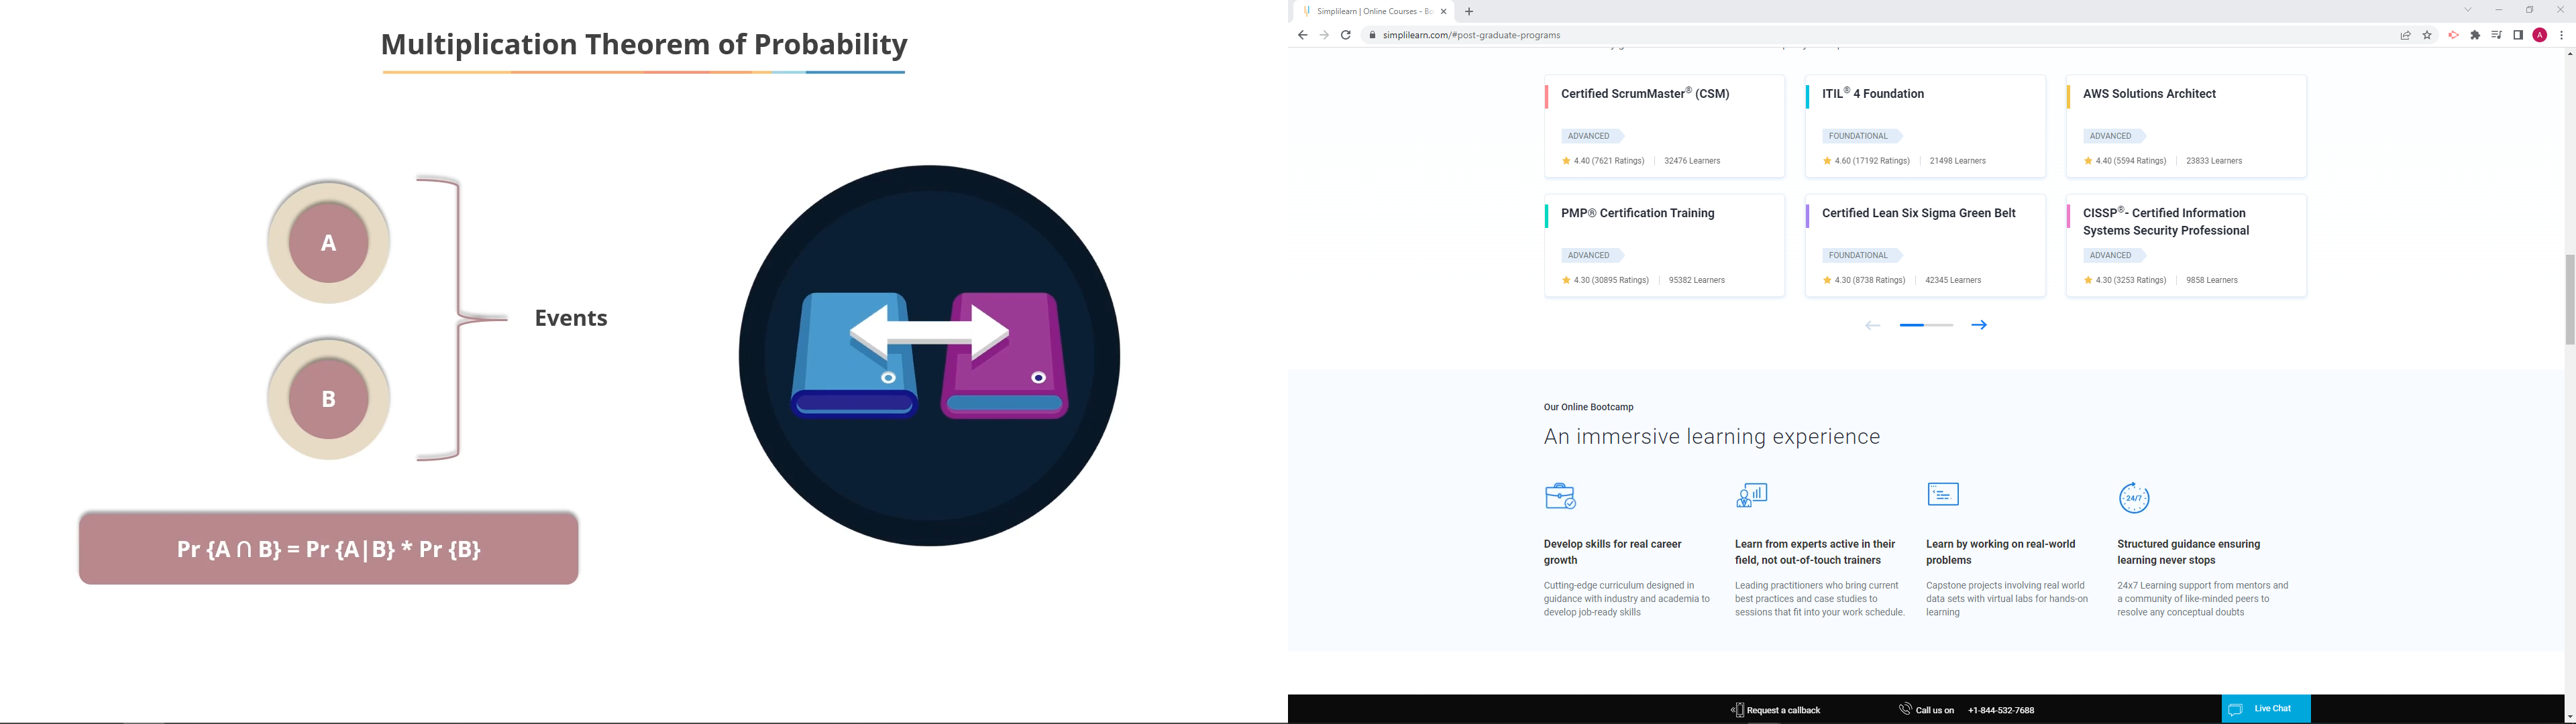 Multiplication Theorem of Probability
A
B
Events
Pr {A ∩ B} = Pr {A|B} * Pr {B}
Simplilearn | Online Courses - Bo
simplilearn.com/#post-graduate-programs
A
Certified ScrumMaster® (CSM)
ADVANCED
4.40 (7621 Ratings) | 32476 Learners
ITIL® 4 Foundation
FOUNDATIONAL
4.60 (17192 Ratings) | 21498 Learners
AWS Solutions Architect
ADVANCED
4.40 (5594 Ratings) | 23833 Learners
PMP® Certification Training
ADVANCED
4.30 (30895 Ratings) | 95382 Learners
Certified Lean Six Sigma Green Belt
FOUNDATIONAL
4.30 (8738 Ratings) | 42345 Learners
CISSP®- Certified Information
Systems Security Professional
ADVANCED
4.30 (3253 Ratings) | 9858 Learners
Our Online Bootcamp
An immersive learning experience
Develop skills for real career
growth
Cutting-edge curriculum designed in
guidance with industry and academia to
develop job-ready skills
Learn from experts active in their
field, not out-of-touch trainers
Leading practitioners who bring current
best practices and case studies to
sessions that fit into your work schedule.
Learn by working on real-world
problems
Capstone projects involving real world
data sets with virtual labs for hands-on
learning
24/7
Structured guidance ensuring
learning never stops
24x7 Learning support from mentors and
a community of like-minded peers to
resolve any conceptual doubts
Request a callback
Call us on +1-844-532-7688
Live Chat